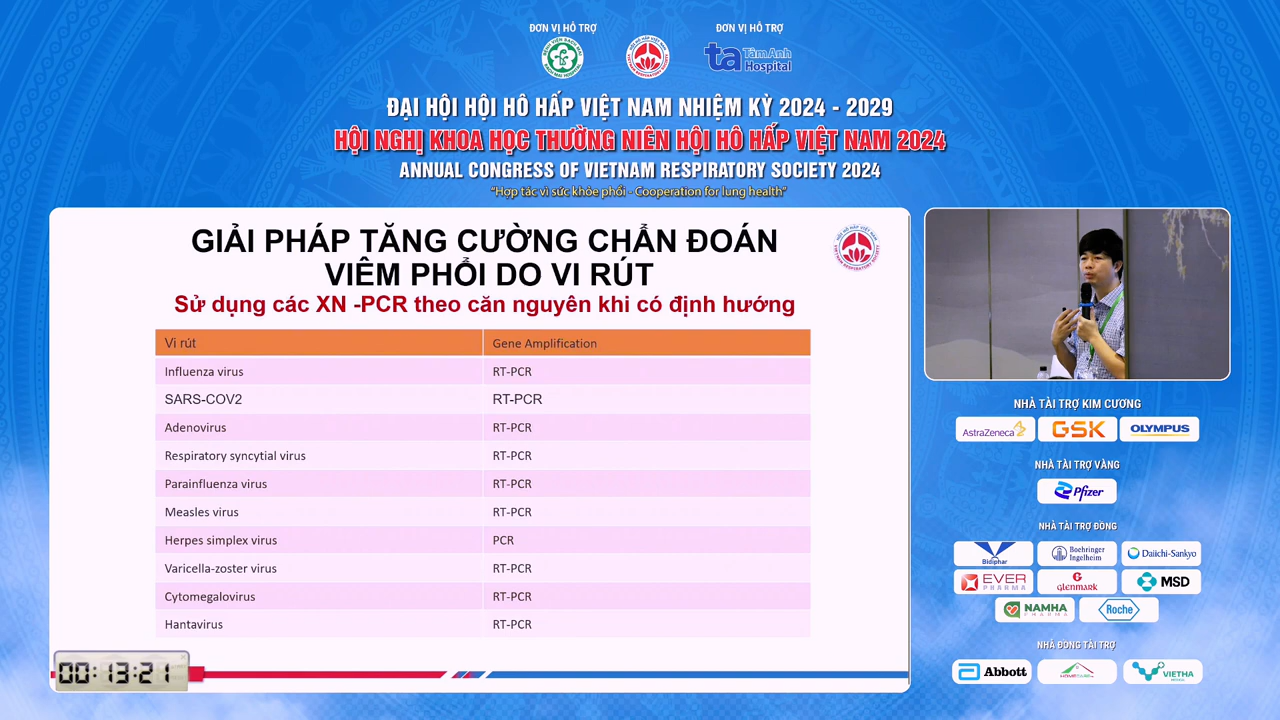 ĐƠN VỊ HỖ TRỢ
ĐƠN VỊ HỖ TRỢ
ta TâmAnh Hospital
ĐẠI HỘI HỘI HÔ HẤP VIỆT NAM NHIỆM KỲ 2024 - 2029
HỘI NGHỊ KHOA HỌC THƯỜNG NIÊN HỘI HÔ HẤP VIỆT NAM 2024
ANNUAL CONGRESS OF VIETNAM RESPIRATORY SOCIETY 2024
"Hợp tác vì sức khỏe phổi - Cooperation for lung health"
GIẢI PHÁP TĂNG CƯỜNG CHẨN ĐOÁN
VIÊM PHỔI DO VI RÚT
Sử dụng các XN -PCR theo căn nguyên khi có định hướng
Vi rút Gene Amplification
Influenza virus RT-PCR
SARS-COV2 RT-PCR
Adenovirus RT-PCR
Respiratory syncytial virus RT-PCR
Parainfluenza virus RT-PCR
Measles virus RT-PCR
Herpes simplex virus PCR
Varicella-zoster virus RT-PCR
Cytomegalovirus RT-PCR
Hantavirus RT-PCR
00:13:21
NHÀ TÀI TRỢ KIM CƯƠNG
AstraZeneca GSK OLYMPUS
NHÀ TÀI TRỢ VÀNG
Pfizer
NHÀ TÀI TRỢ ĐỒNG
Bidiphar Boehringer Ingelheim Daiichi-Sankyo
EVER PHARMA GLENMARK MSD
NAMHA PHARMA Roche
NHÀ ĐỒNG TÀI TRỢ
Abbott VIETHA